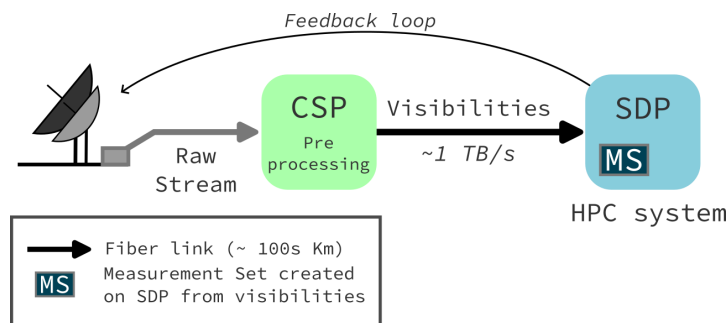 Feedback loop
CSP
Pre
processing
Visibilities
~1 TB/s
SDP
MS
Raw
Stream
HPC system
Fiber link (~ 100s Km)
MS
Measurement Set created
on SDP from visibilities